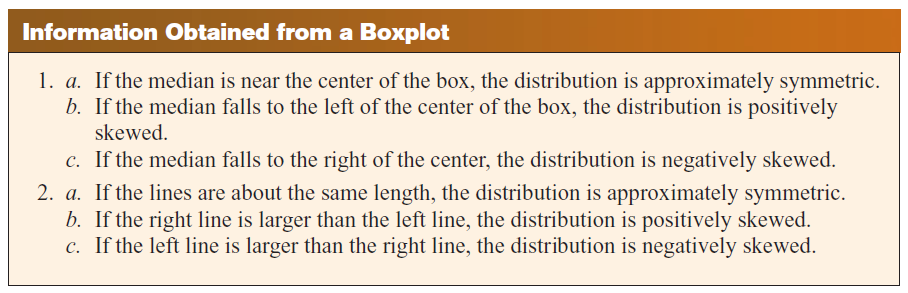 Information Obtained from a Boxplot
1. a. If the median is near the center of the box, the distribution is approximately symmetric.
b. If the median falls to the left of the center of the box, the distribution is positively
skewed.
c. If the median falls to the right of the center, the distribution is negatively skewed.
2. a. If the lines are about the same length, the distribution is approximately symmetric.
b. If the right line is larger than the left line, the distribution is positively skewed.
c. If the left line is larger than the right line, the distribution is negatively skewed.